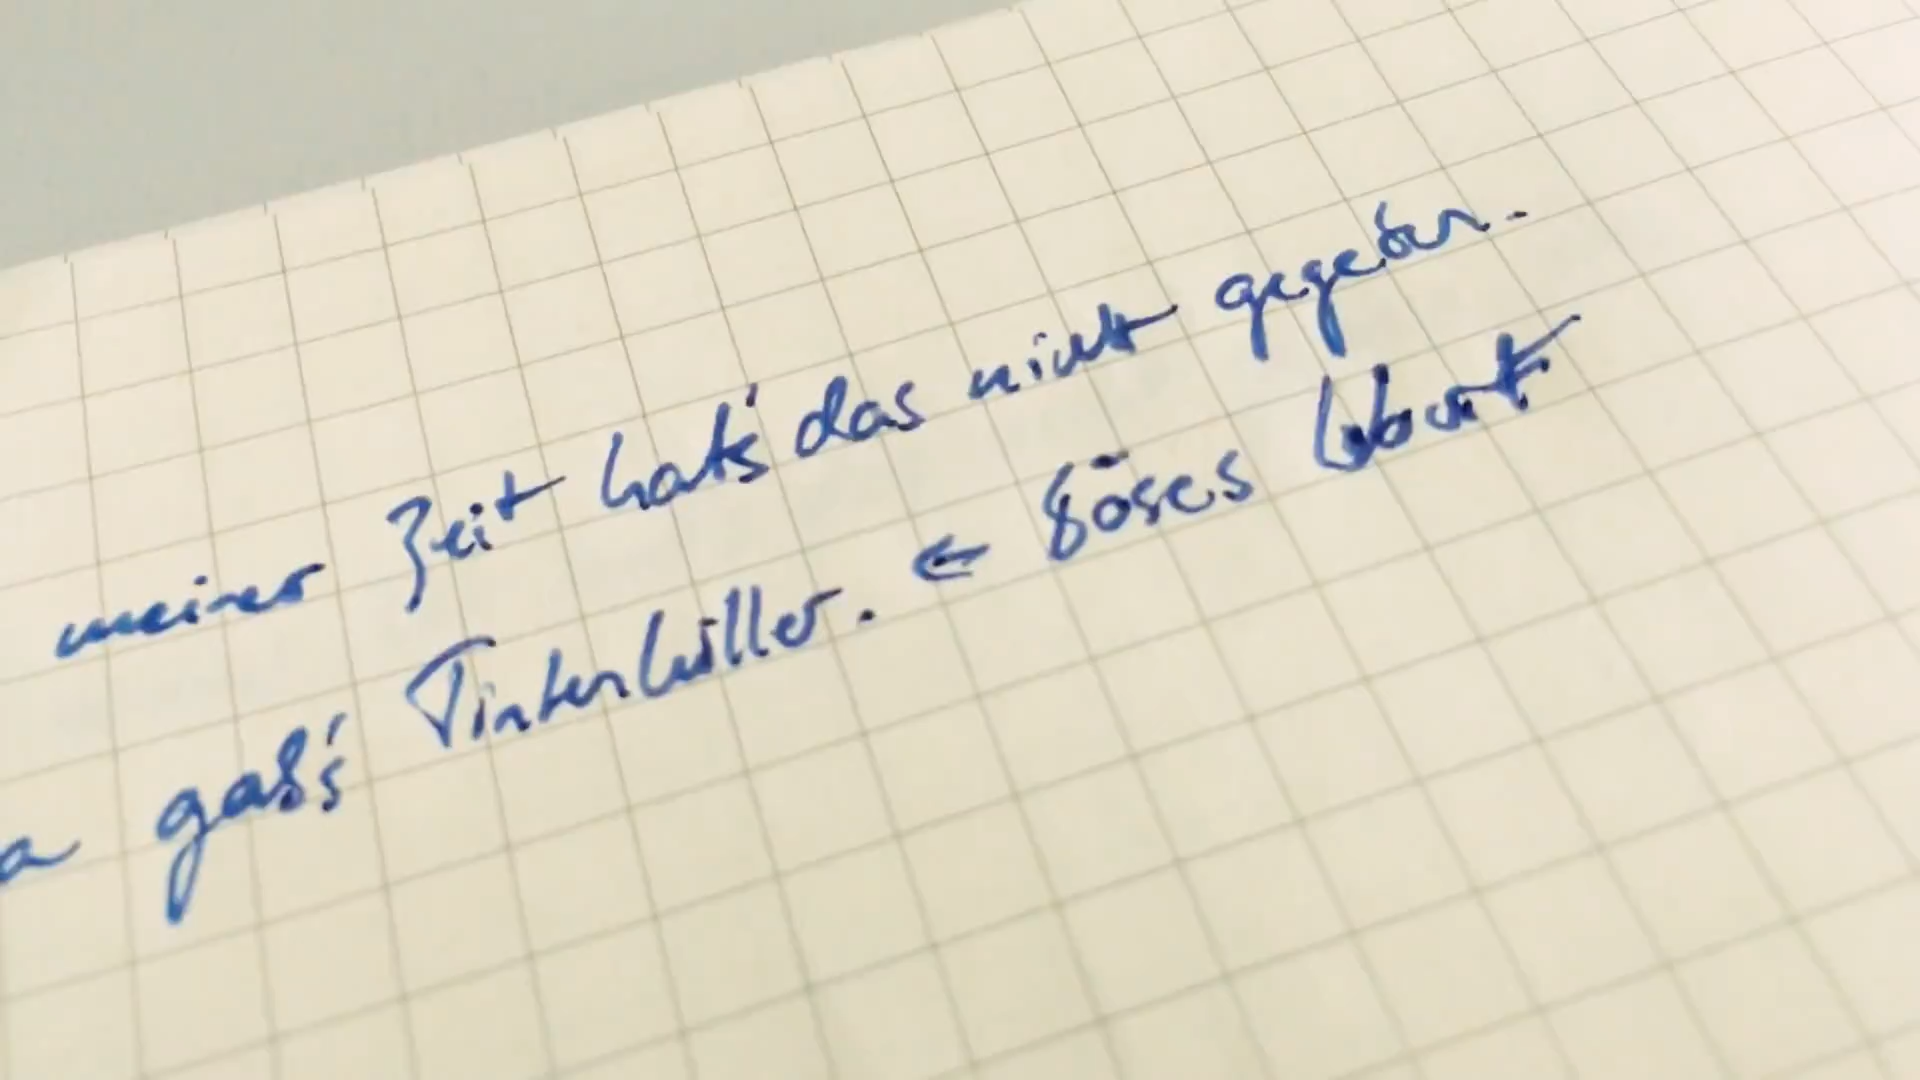 meiner Zeit hat's das nicht gegeben.
a gab's Tintenkiller. ← Böses Wort